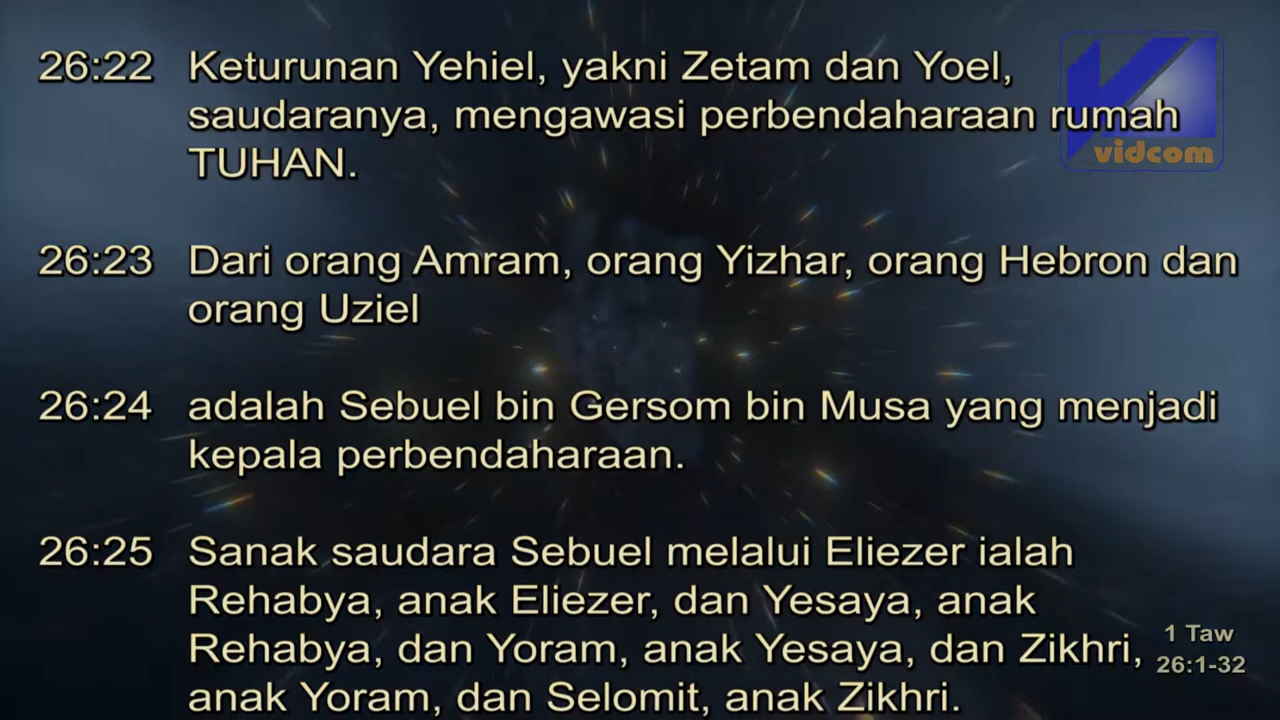 26:22 Keturunan Yehiel, yakni Zetam dan Yoel,
saudaranya, mengawasi perbendaharaan rumah
TUHAN.
vidcom
26:23 Dari orang Amram, orang Yizhar, orang Hebron dan
orang Uziel
26:24 adalah Sebuel bin Gersom bin Musa yang menjadi
kepala perbendaharaan.
26:25 Sanak saudara Sebuel melalui Eliezer ialah
Rehabya, anak Eliezer, dan Yesaya, anak
Rehabya, dan Yoram, anak Yesaya, dan Zikhri,
anak Yoram, dan Selomit, anak Zikhri.
1 Taw
26:1-32